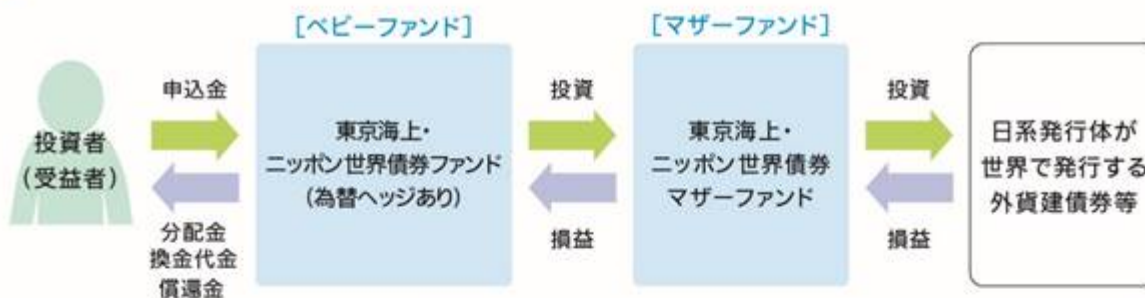 [ベビーファンド]
[マザーファンド]
投資者
(受益者)
申込金
分配金
換金代金
償還金
東京海上・
ニッポン世界債券ファンド
(為替ヘッジあり)
投資
損益
東京海上・
ニッポン世界債券
マザーファンド
投資
損益
日系発行体が
世界で発行する
外貨建債券等